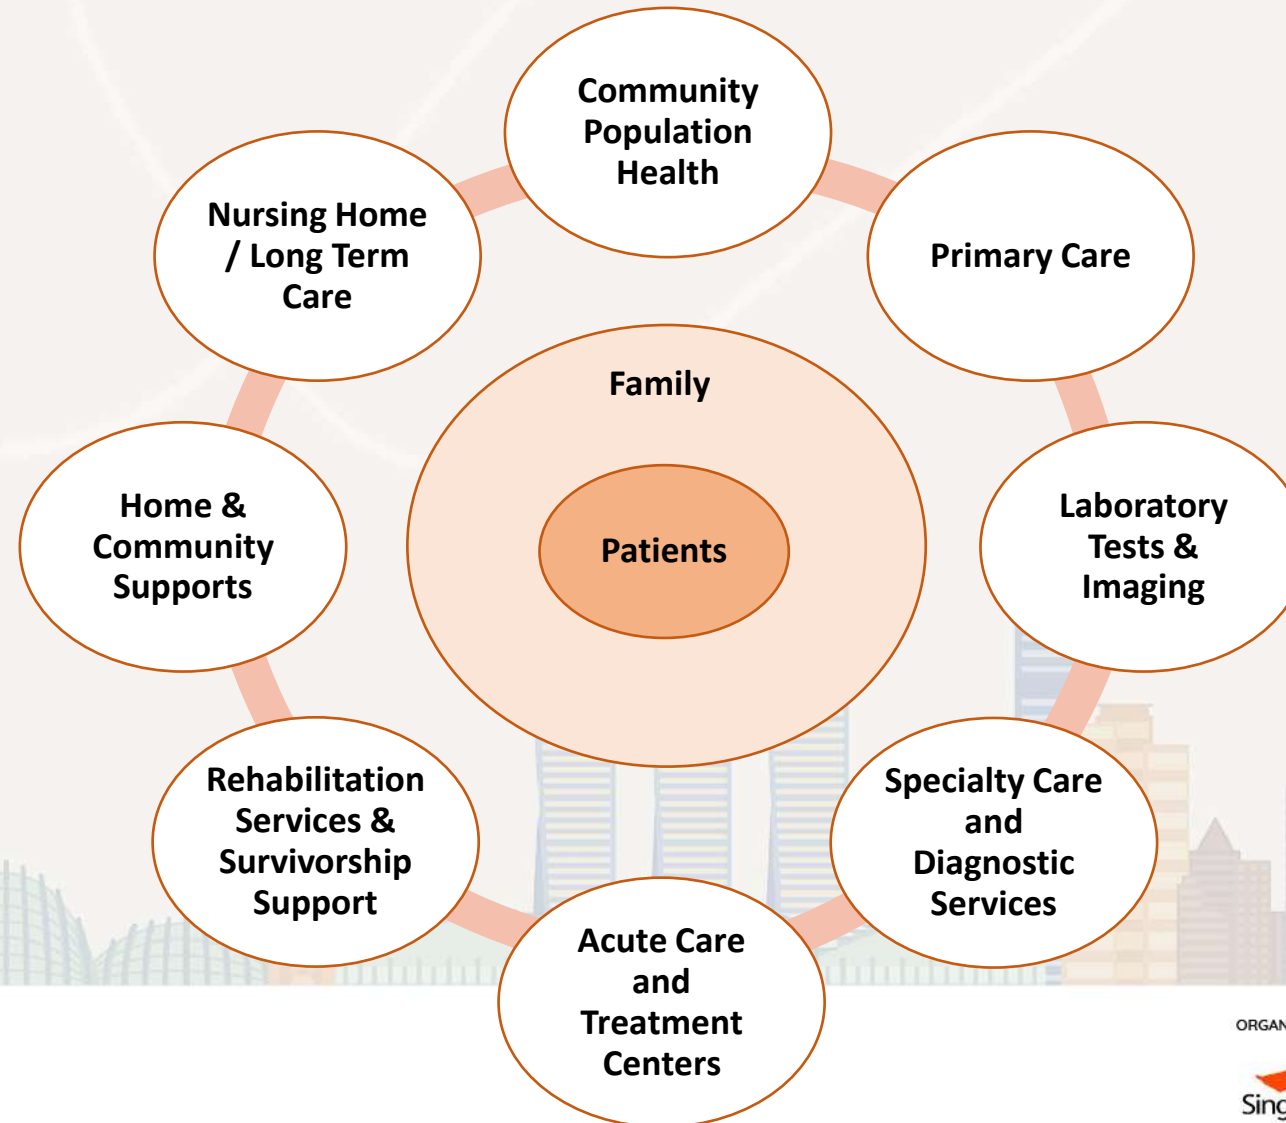 Community
Population
Health
Primary Care
Laboratory
Tests &
Imaging
Specialty Care
and
Diagnostic
Services
Acute Care
and
Treatment
Centers
Rehabilitation
Services &
Survivorship
Support
Home &
Community
Supports
Nursing Home
/ Long Term
Care
Family
Patients